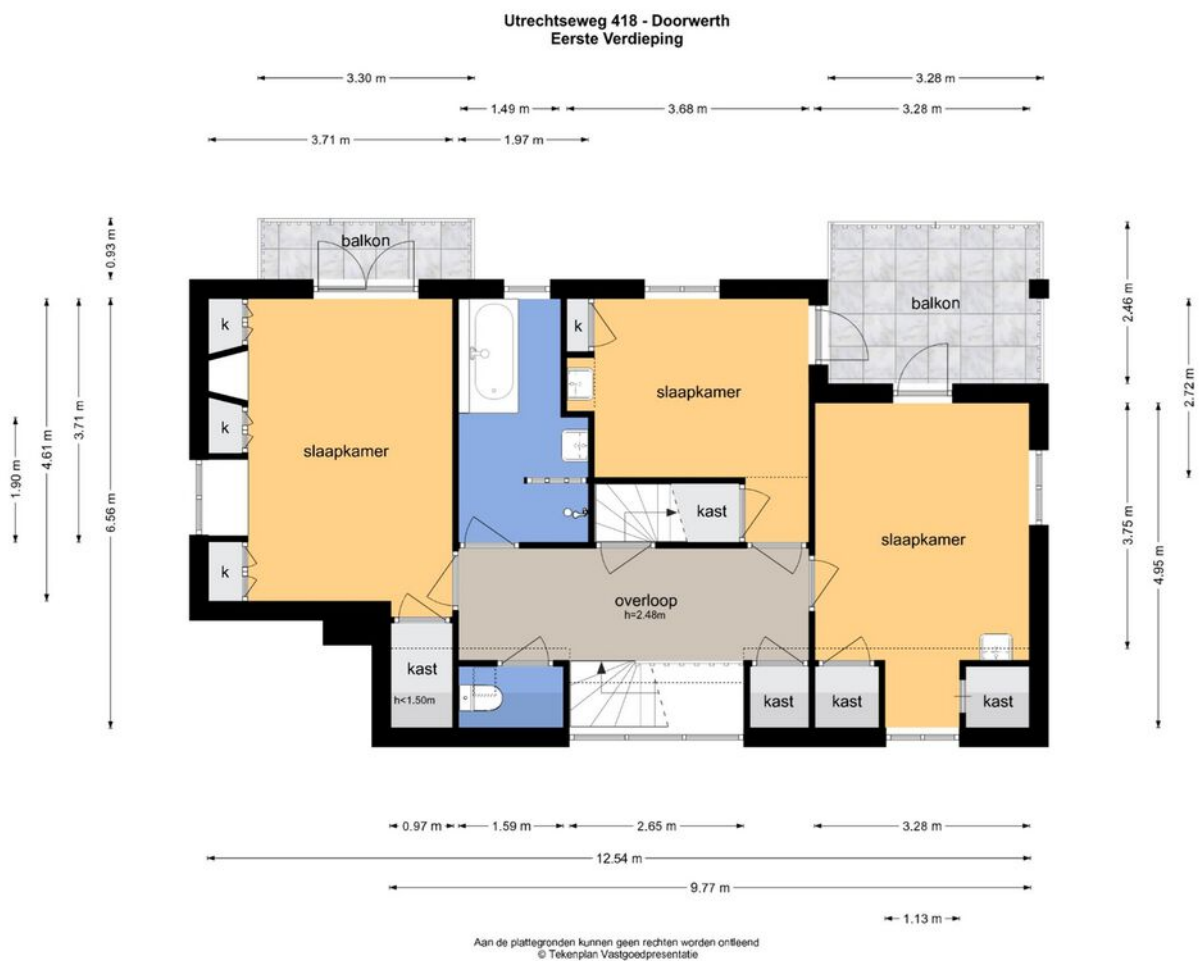 Utrechtseweg 418 - Doorwerth
Eerste Verdieping
3.30 m
3.28 m
1.49 m
3.68 m
3.28 m
3.71 m
1.97 m
0.93 m
balkon
balkon
2.46 m
k
k
slaapkamer
2.72 m
slaapkamer
k
1.90 m
4.61 m
3.71 m
6.56 m
kast
slaapkamer
3.75 m
4.95 m
k
overloop
h=2.48m
kast
h<1.50m
kast
kast
kast
0.97 m
1.59 m
2.65 m
3.28 m
12.54 m
9.77 m
1.13 m
Aan de plattegronden kunnen geen rechten worden ontleend
© Tekenplan Vastgoedpresentatie